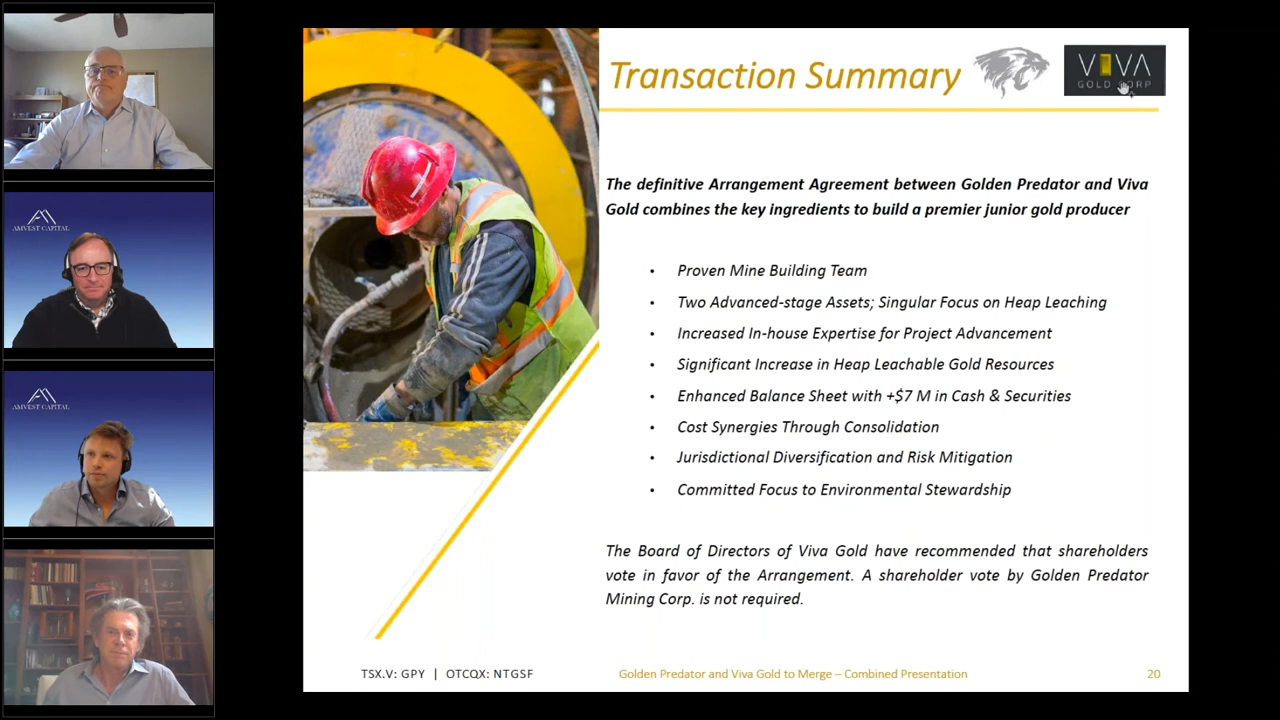 AMVEST CAPITAL
AMVEST CAPITAL
Transaction Summary
VIVA
GOLD CORP
The definitive Arrangement Agreement between Golden Predator and Viva
Gold combines the key ingredients to build a premier junior gold producer
• Proven Mine Building Team
• Two Advanced-stage Assets; Singular Focus on Heap Leaching
• Increased In-house Expertise for Project Advancement
• Significant Increase in Heap Leachable Gold Resources
• Enhanced Balance Sheet with +$7 M in Cash & Securities
• Cost Synergies Through Consolidation
• Jurisdictional Diversification and Risk Mitigation
• Committed Focus to Environmental Stewardship
The Board of Directors of Viva Gold have recommended that shareholders
vote in favor of the Arrangement. A shareholder vote by Golden Predator
Mining Corp. is not required.
TSX.V: GPY | OTCQX: NTGSF
Golden Predator and Viva Gold to Merge – Combined Presentation
20